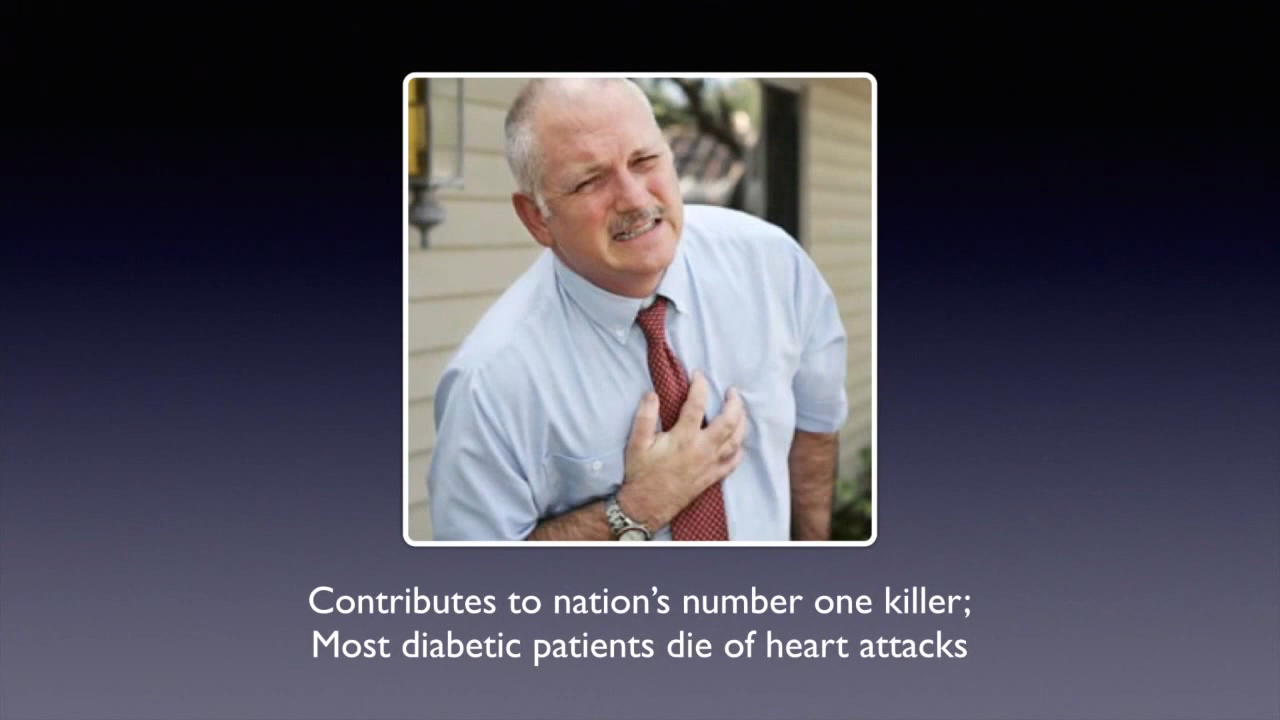 Contributes to nation’s number one killer;
Most diabetic patients die of heart attacks